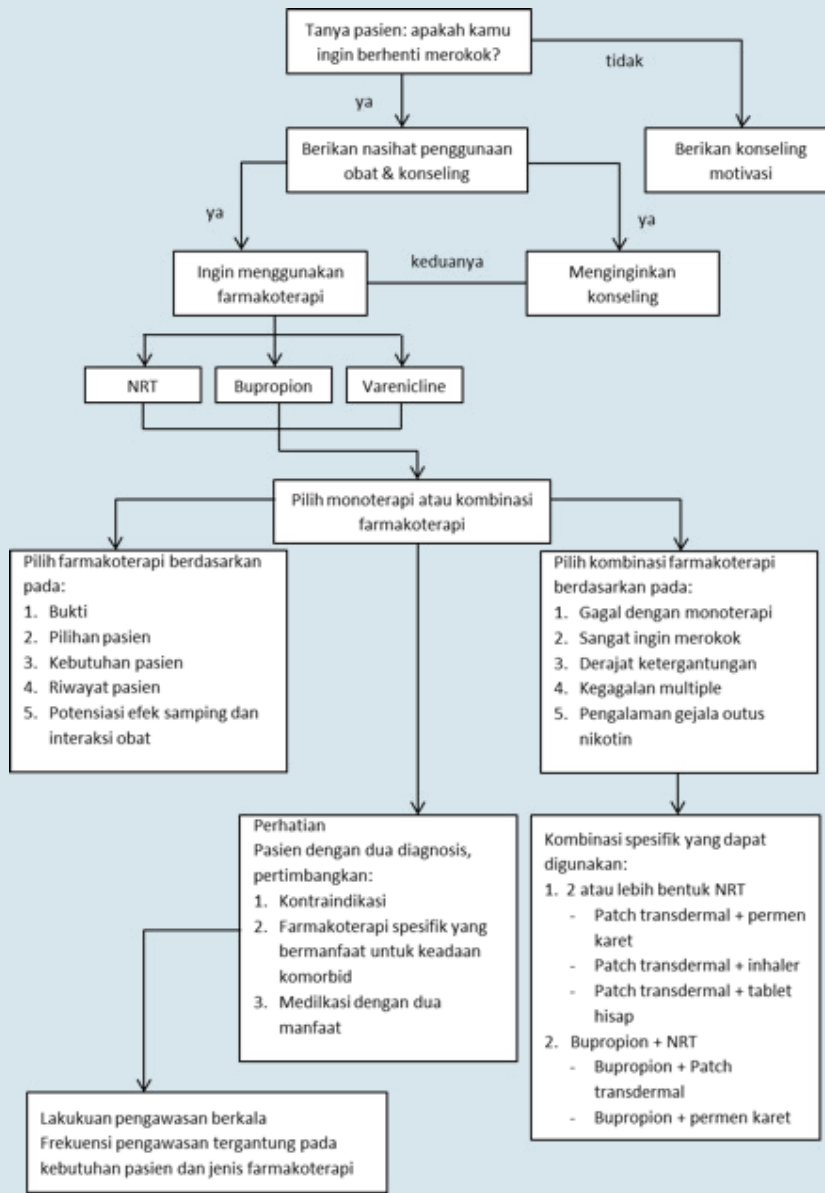 Tanya pasien: apakah kamu
ingin berhenti merokok?
tidak
ya
Berikan nasihat penggunaan
obat & konseling
Berikan konseling
motivasi
ya
ya
Ingin menggunakan
farmakoterapi
keduanya
Menginginkan
konseling
NRT
Bupropion
Varenicline
Pilih monoterapi atau kombinasi
farmakoterapi
Pilih farmakoterapi berdasarkan
pada:
1. Bukti
2. Pilihan pasien
3. Kebutuhan pasien
4. Riwayat pasien
5. Potensiasi efek samping dan
interaksi obat
Pilih kombinasi farmakoterapi
berdasarkan pada:
1. Gagal dengan monoterapi
2. Sangat ingin merokok
3. Derajat ketergantungan
4. Kegagalan multiple
5. Pengalaman gejala outus
nikotin
Perhatian
Pasien dengan dua diagnosis,
pertimbangkan:
1. Kontraindikasi
2. Farmakoterapi spesifik yang
bermanfaat untuk keadaan
komorbid
3. Medilkasi dengan dua
manfaat
Kombinasi spesifik yang dapat
digunakan:
1. 2 atau lebih bentuk NRT
- Patch transdermal + permen
karet
- Patch transdermal + inhaler
- Patch transdermal + tablet
hisap
2. Bupropion + NRT
- Bupropion + Patch
transdermal
- Bupropion + permen karet
Lakukuan pengawasan berkala
Frekuensi pengawasan tergantung pada
kebutuhan pasien dan jenis farmakoterapi